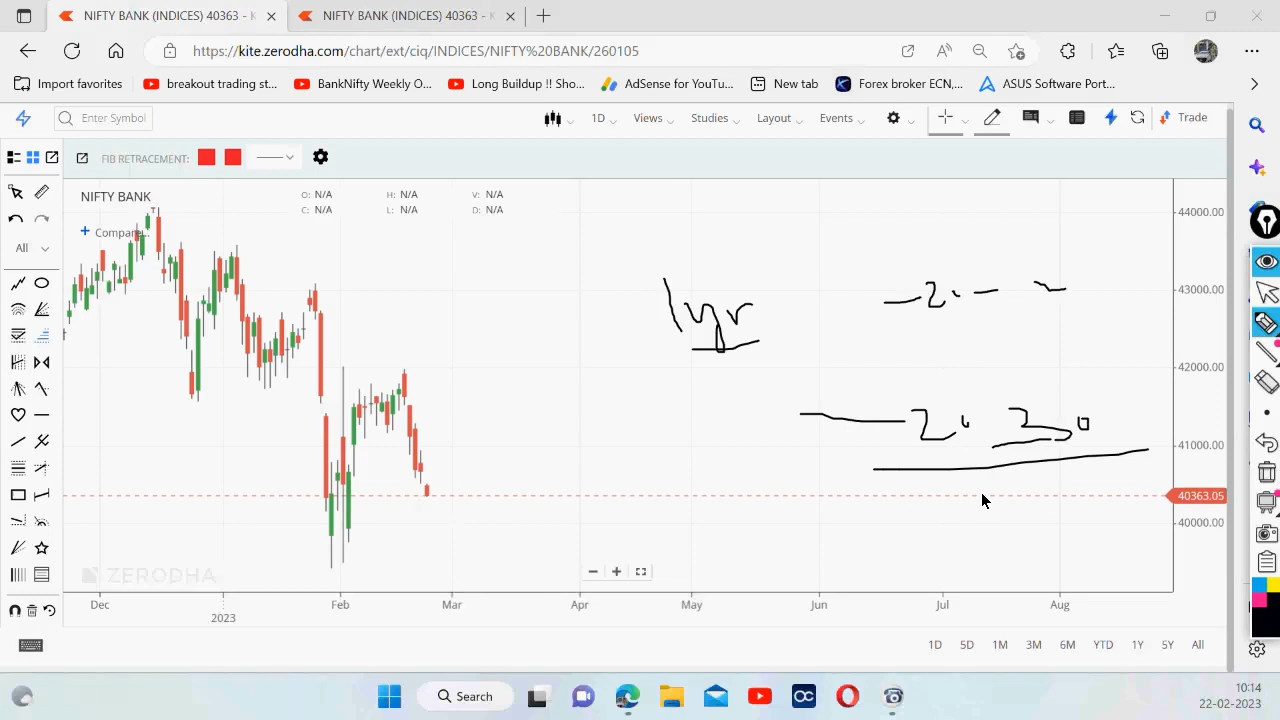 NIFTY BANK (INDICES) 40363 - K
NIFTY BANK (INDICES) 40363 - K
https://kite.zerodha.com/chart/ext/ciq/INDICES/NIFTY%20BANK/260105
Import favorites
breakout trading st...
BankNifty Weekly O...
Long Buildup !! Sho...
AdSense for YouTu...
New tab
Forex broker ECN,...
ASUS Software Port...
Enter Symbol
1D
Views
Studies
Layout
Events
Trade
FIB RETRACEMENT:
NIFTY BANK
O: N/A H: N/A V: N/A
C: N/A L: N/A D: N/A
Compare...
All
44000.00
43000.00
42000.00
41000.00
40363.05
40000.00
1yr
ZERODHA
Dec
2023
Feb
Mar
Apr
May
Jun
Jul
Aug
1D 5D 1M 3M 6M YTD 1Y 5Y All
Search
10:14
22-02-2023